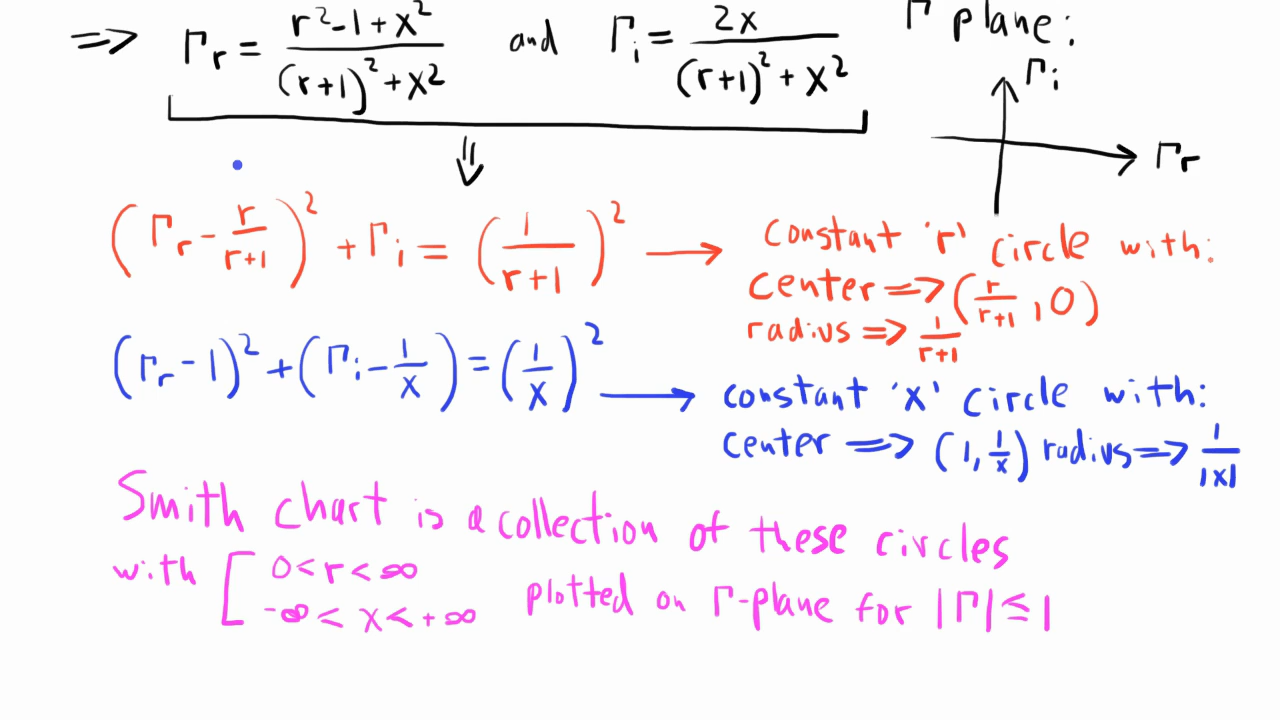 => Γr = (r²-1+x²)/((r+1)²+x²) and Γi = 2x/((r+1)²+x²)
Γ plane:
Γi
Γr
(Γr - r/(r+1))² + Γi = (1/(r+1))² → constant 'r' circle with:
center => (r/(r+1), 0)
radius => 1/(r+1)
(Γr - 1)² + (Γi - 1/x) = (1/x)² → constant 'x' circle with:
center => (1, 1/x) radius => 1/|x|
Smith chart is a collection of these circles
with [ 0<r<∞
-∞<x<+∞ plotted on Γ-plane for |Γ|≤1